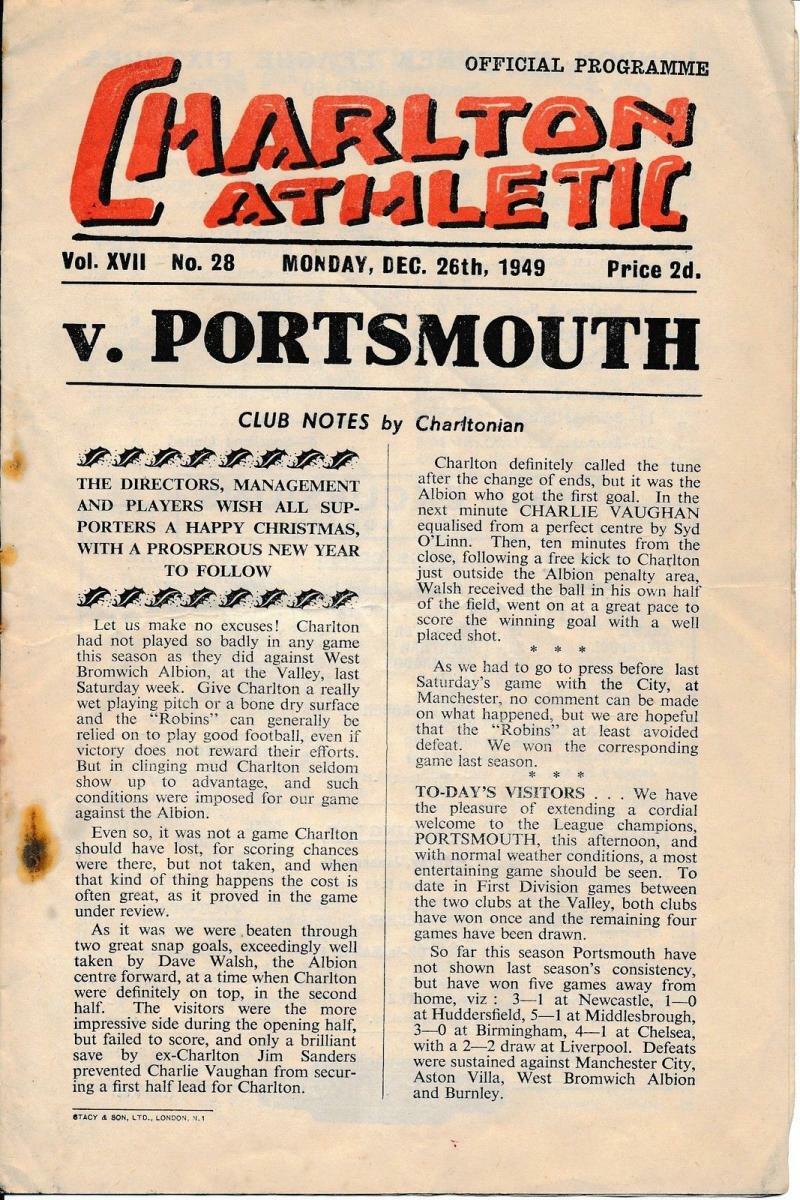 OFFICIAL PROGRAMME
CHARLTON
ATHLETIC
Vol. XVII No. 28 MONDAY, DEC. 26th, 1949 Price 2d.
v. PORTSMOUTH
CLUB NOTES by Charltonian
THE DIRECTORS, MANAGEMENT
AND PLAYERS WISH ALL SUP-
PORTERS A HAPPY CHRISTMAS,
WITH A PROSPEROUS NEW YEAR
TO FOLLOW
Let us make no excuses! Charlton
had not played so badly in any game
this season as they did against West
Bromwich Albion, at the Valley, last
Saturday week. Give Charlton a really
wet playing pitch or a bone dry surface
and the "Robins" can generally be
relied on to play good football, even if
victory does not reward their efforts.
But in clinging mud Charlton seldom
show up to advantage, and such
conditions were imposed for our game
against the Albion.
Even so, it was not a game Charlton
should have lost, for scoring chances
were there, but not taken, and when
that kind of thing happens the cost is
often great, as it proved in the game
under review.
As it was we were beaten through
two great snap goals, exceedingly well
taken by Dave Walsh, the Albion
centre forward, at a time when Charlton
were definitely on top, in the second
half. The visitors were the more
impressive side during the opening half,
but failed to score, and only a brilliant
save by ex-Charlton Jim Sanders
prevented Charlie Vaughan from secur-
ing a first half lead for Charlton.
STACY & SON, LTD., LONDON, N.1
Charlton definitely called the tune
after the change of ends, but it was the
Albion who got the first goal. In the
next minute CHARLIE VAUGHAN
equalised from a perfect centre by Syd
O'Linn. Then, ten minutes from the
close, following a free kick to Charlton
just outside the Albion penalty area,
Walsh received the ball in his own half
of the field, went on at a great pace to
score the winning goal with a well
placed shot.
* * *
As we had to go to press before last
Saturday's game with the City, at
Manchester, no comment can be made
on what happened, but we are hopeful
that the "Robins" at least avoided
defeat. We won the corresponding
game last season.
* * *
TO-DAY'S VISITORS . . . We have
the pleasure of extending a cordial
welcome to the League champions,
PORTSMOUTH, this afternoon, and
with normal weather conditions, a most
entertaining game should be seen. To
date in First Division games between
the two clubs at the Valley, both clubs
have won once and the remaining four
games have been drawn.
So far this season Portsmouth have
not shown last season's consistency,
but have won five games away from
home, viz : 3—1 at Newcastle, 1—0
at Huddersfield, 5—1 at Middlesbrough,
3—0 at Birmingham, 4—1 at Chelsea,
with a 2—2 draw at Liverpool. Defeats
were sustained against Manchester City,
Aston Villa, West Bromwich Albion
and Burnley.